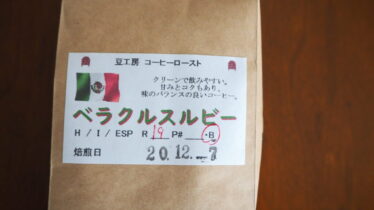 豆工房 コーヒーロースト
クリーンで飲みやすい。
甘みとコクもあり、
味のバランスの良いコーヒー。
ベラクルスルビー
H / I / ESP R 19 P# ・B
焙煎日 20.12.-7